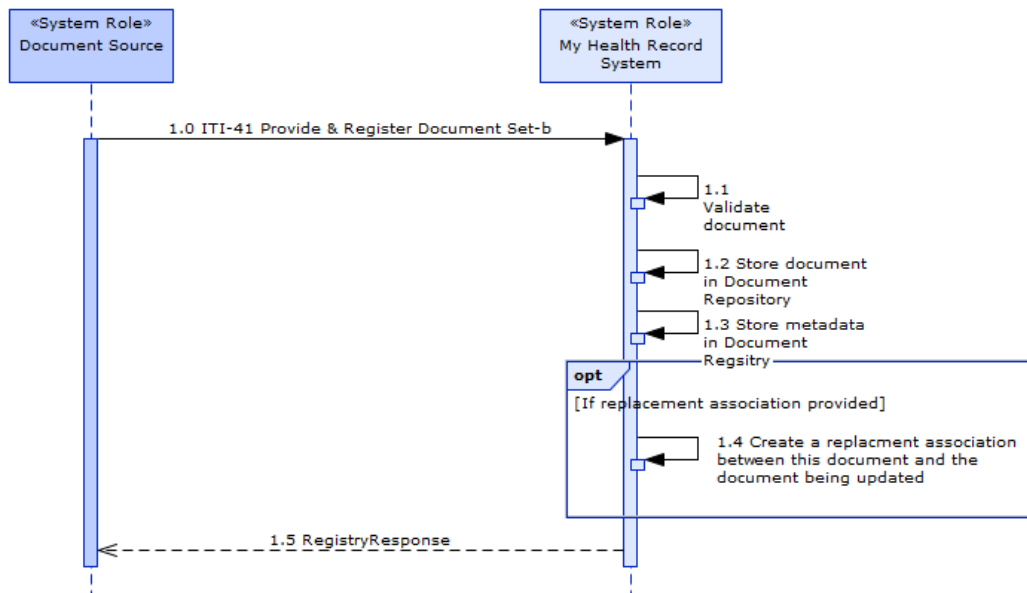 «System Role»
Document Source
«System Role»
My Health Record
System
1.0 ITI-41 Provide & Register Document Set-b
1.1
Validate
document
1.2 Store document
in Document
Repository
1.3 Store metadata
in Document
Regsitry
opt
[If replacement association provided]
1.4 Create a replacment association
between this document and the
document being updated
1.5 RegistryResponse